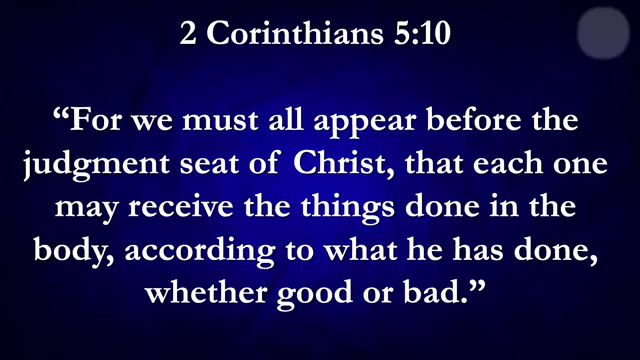 2 Corinthians 5:10
“For we must all appear before the
judgment seat of Christ, that each one
may receive the things done in the
body, according to what he has done,
whether good or bad.”